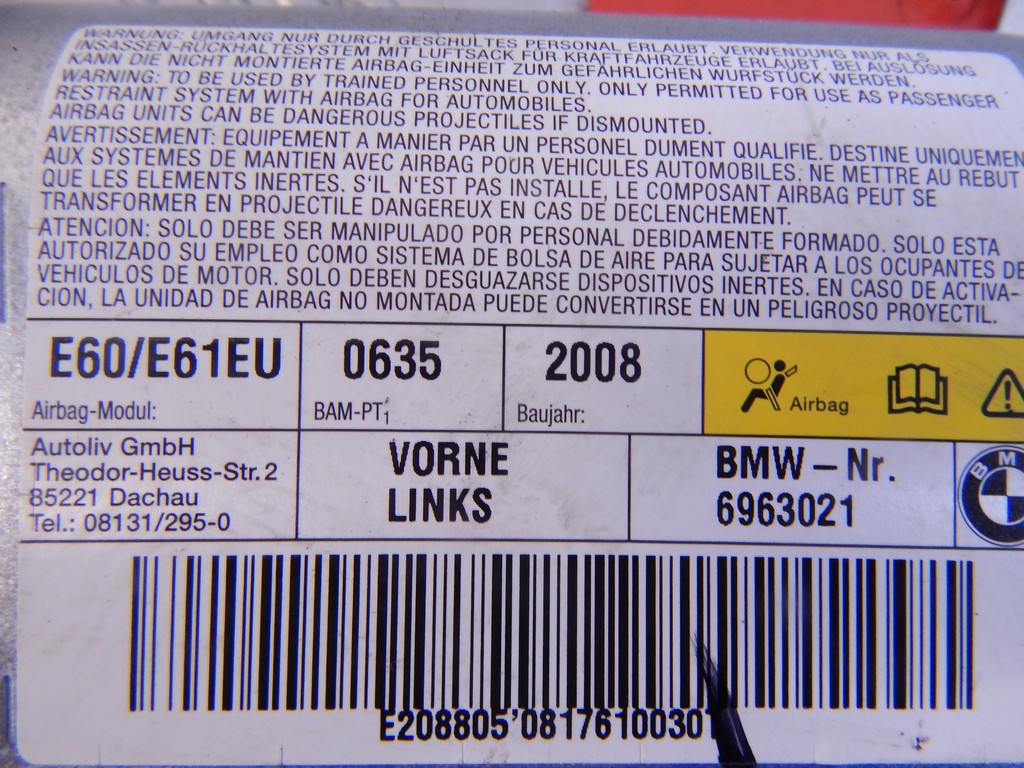 WARNUNG: UMGANG NUR DURCH GESCHULTES PERSONAL ERLAUBT. VERWENDUNG NUR ALS
INSASSEN-RÜCKHALTESYSTEM MIT LUFTSACK FÜR KRAFTFAHRZEUGE ERLAUBT. BEI AUSLÖSUNG
KANN DIE NICHT MONTIERTE AIRBAG-EINHEIT ZUM GEFÄHRLICHEN WURFSTÜCK WERDEN.
WARNING: TO BE USED BY TRAINED PERSONNEL ONLY. ONLY PERMITTED FOR USE AS PASSENGER
RESTRAINT SYSTEM WITH AIRBAG FOR AUTOMOBILES.
AIRBAG UNITS CAN BE DANGEROUS PROJECTILES IF DISMOUNTED.
AVERTISSEMENT: EQUIPEMENT A MANIER PAR UN PERSONEL DUMENT QUALIFIE. DESTINE UNIQUEMEN
AUX SYSTEMES DE MANTIEN AVEC AIRBAG POUR VEHICULES AUTOMOBILES: NE METTRE AU REBUT
QUE LES ELEMENTS INERTES. S'IL N'EST PAS INSTALLE, LE COMPOSANT AIRBAG PEUT SE
TRANSFORMER EN PROJECTILE DANGEREUX EN CAS DE DECLENCHEMENT.
ATENCION: SOLO DEBE SER MANIPULADO POR PERSONAL DEBIDAMENTE FORMADO. SOLO ESTA
AUTORIZADO SU EMPLEO COMO SISTEMA DE BOLSA DE AIRE PARA SUJETAR A LOS OCUPANTES DE
VEHICULOS DE MOTOR. SOLO DEBEN DESGUAZARSE DISPOSITIVOS INERTES. EN CASO DE ACTIVA-
CION, LA UNIDAD DE AIRBAG NO MONTADA PUEDE CONVERTIRSE EN UN PELIGROSO PROYECTIL.
E60/E61EU
Airbag-Modul:
0635
BAM-PT1
2008
Baujahr:
Airbag
Autoliv GmbH
Theodor-Heuss-Str. 2
85221 Dachau
Tel.: 08131/295-0
VORNE
LINKS
BMW – Nr.
6963021
BM
E208805'08176100301